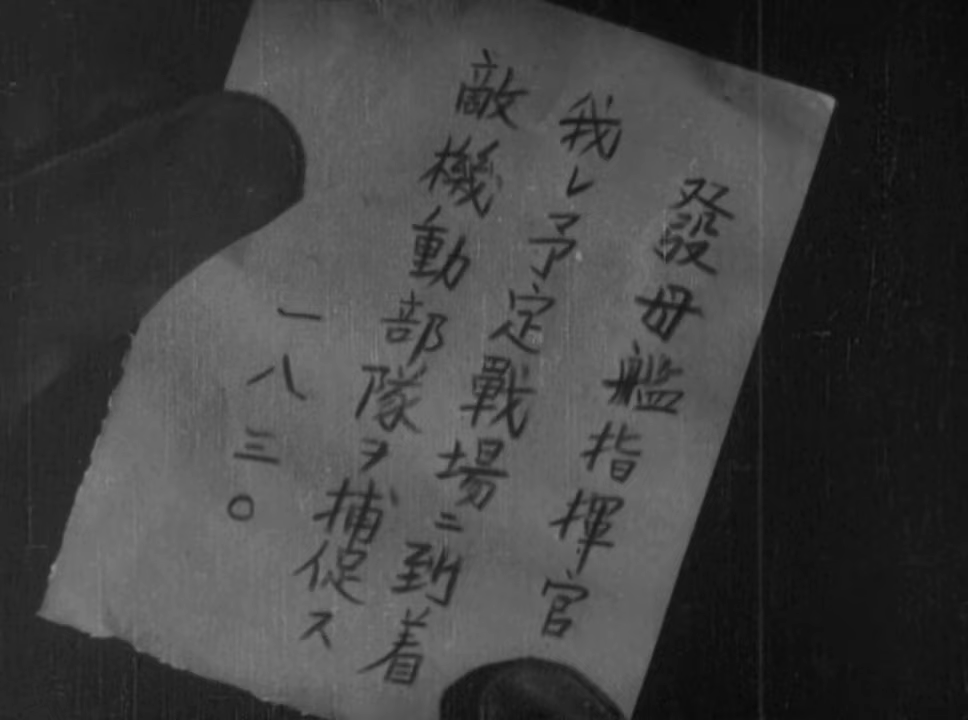 發母艦指揮官
我レ予定戰場ニ到着
敵機動部隊ヲ捕促ス
一八三〇